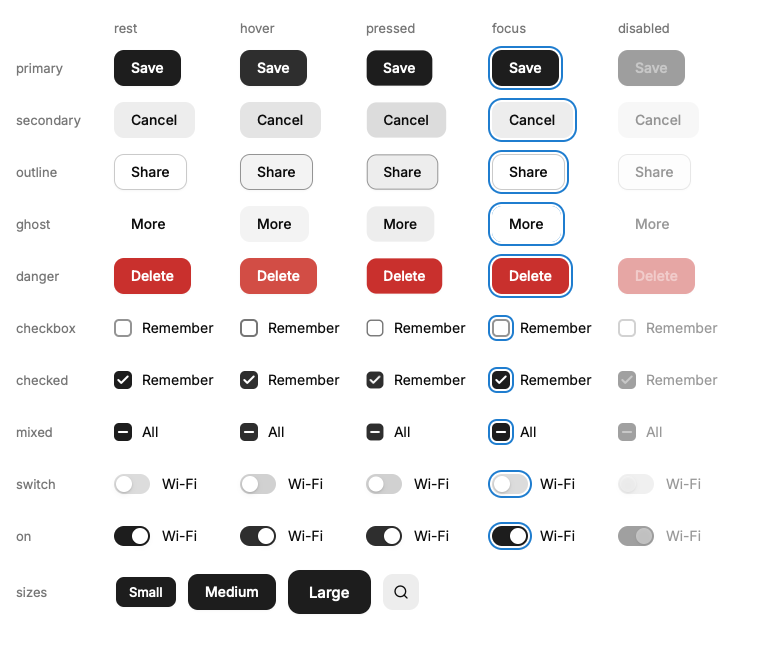 rest hover pressed focus disabled
primary Save Save Save Save Save
secondary Cancel Cancel Cancel Cancel Cancel
outline Share Share Share Share Share
ghost More More More More More
danger Delete Delete Delete Delete Delete
checkbox Remember Remember Remember Remember Remember
checked Remember Remember Remember Remember Remember
mixed All All All All All
switch Wi-Fi Wi-Fi Wi-Fi Wi-Fi Wi-Fi
on Wi-Fi Wi-Fi Wi-Fi Wi-Fi Wi-Fi
sizes Small Medium Large